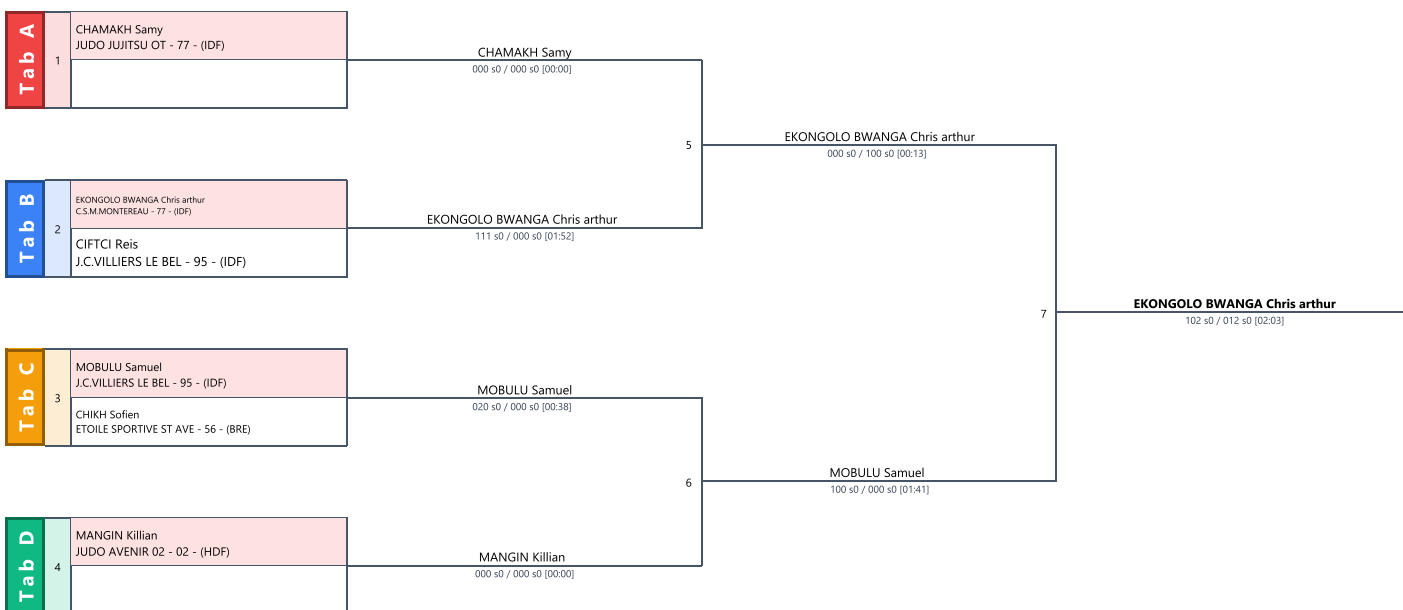 Tab A
1
CHAMAKH Samy
JUDO JUJITSU OT - 77 - (IDF)
CHAMAKH Samy
000 s0 / 000 s0 [00:00]
5
EKONGOLO BWANGA Chris arthur
000 s0 / 100 s0 [00:13]
Tab B
2
EKONGOLO BWANGA Chris arthur
C.S.M.MONTEREAU - 77 - (IDF)
CIFTCI Reis
J.C.VILLIERS LE BEL - 95 - (IDF)
EKONGOLO BWANGA Chris arthur
111 s0 / 000 s0 [01:52]
7
EKONGOLO BWANGA Chris arthur
102 s0 / 012 s0 [02:03]
Tab C
3
MOBULU Samuel
J.C.VILLIERS LE BEL - 95 - (IDF)
CHIKH Sofien
ETOILE SPORTIVE ST AVE - 56 - (BRE)
MOBULU Samuel
020 s0 / 000 s0 [00:38]
6
MOBULU Samuel
100 s0 / 000 s0 [01:41]
Tab D
4
MANGIN Killian
JUDO AVENIR 02 - 02 - (HDF)
MANGIN Killian
000 s0 / 000 s0 [00:00]